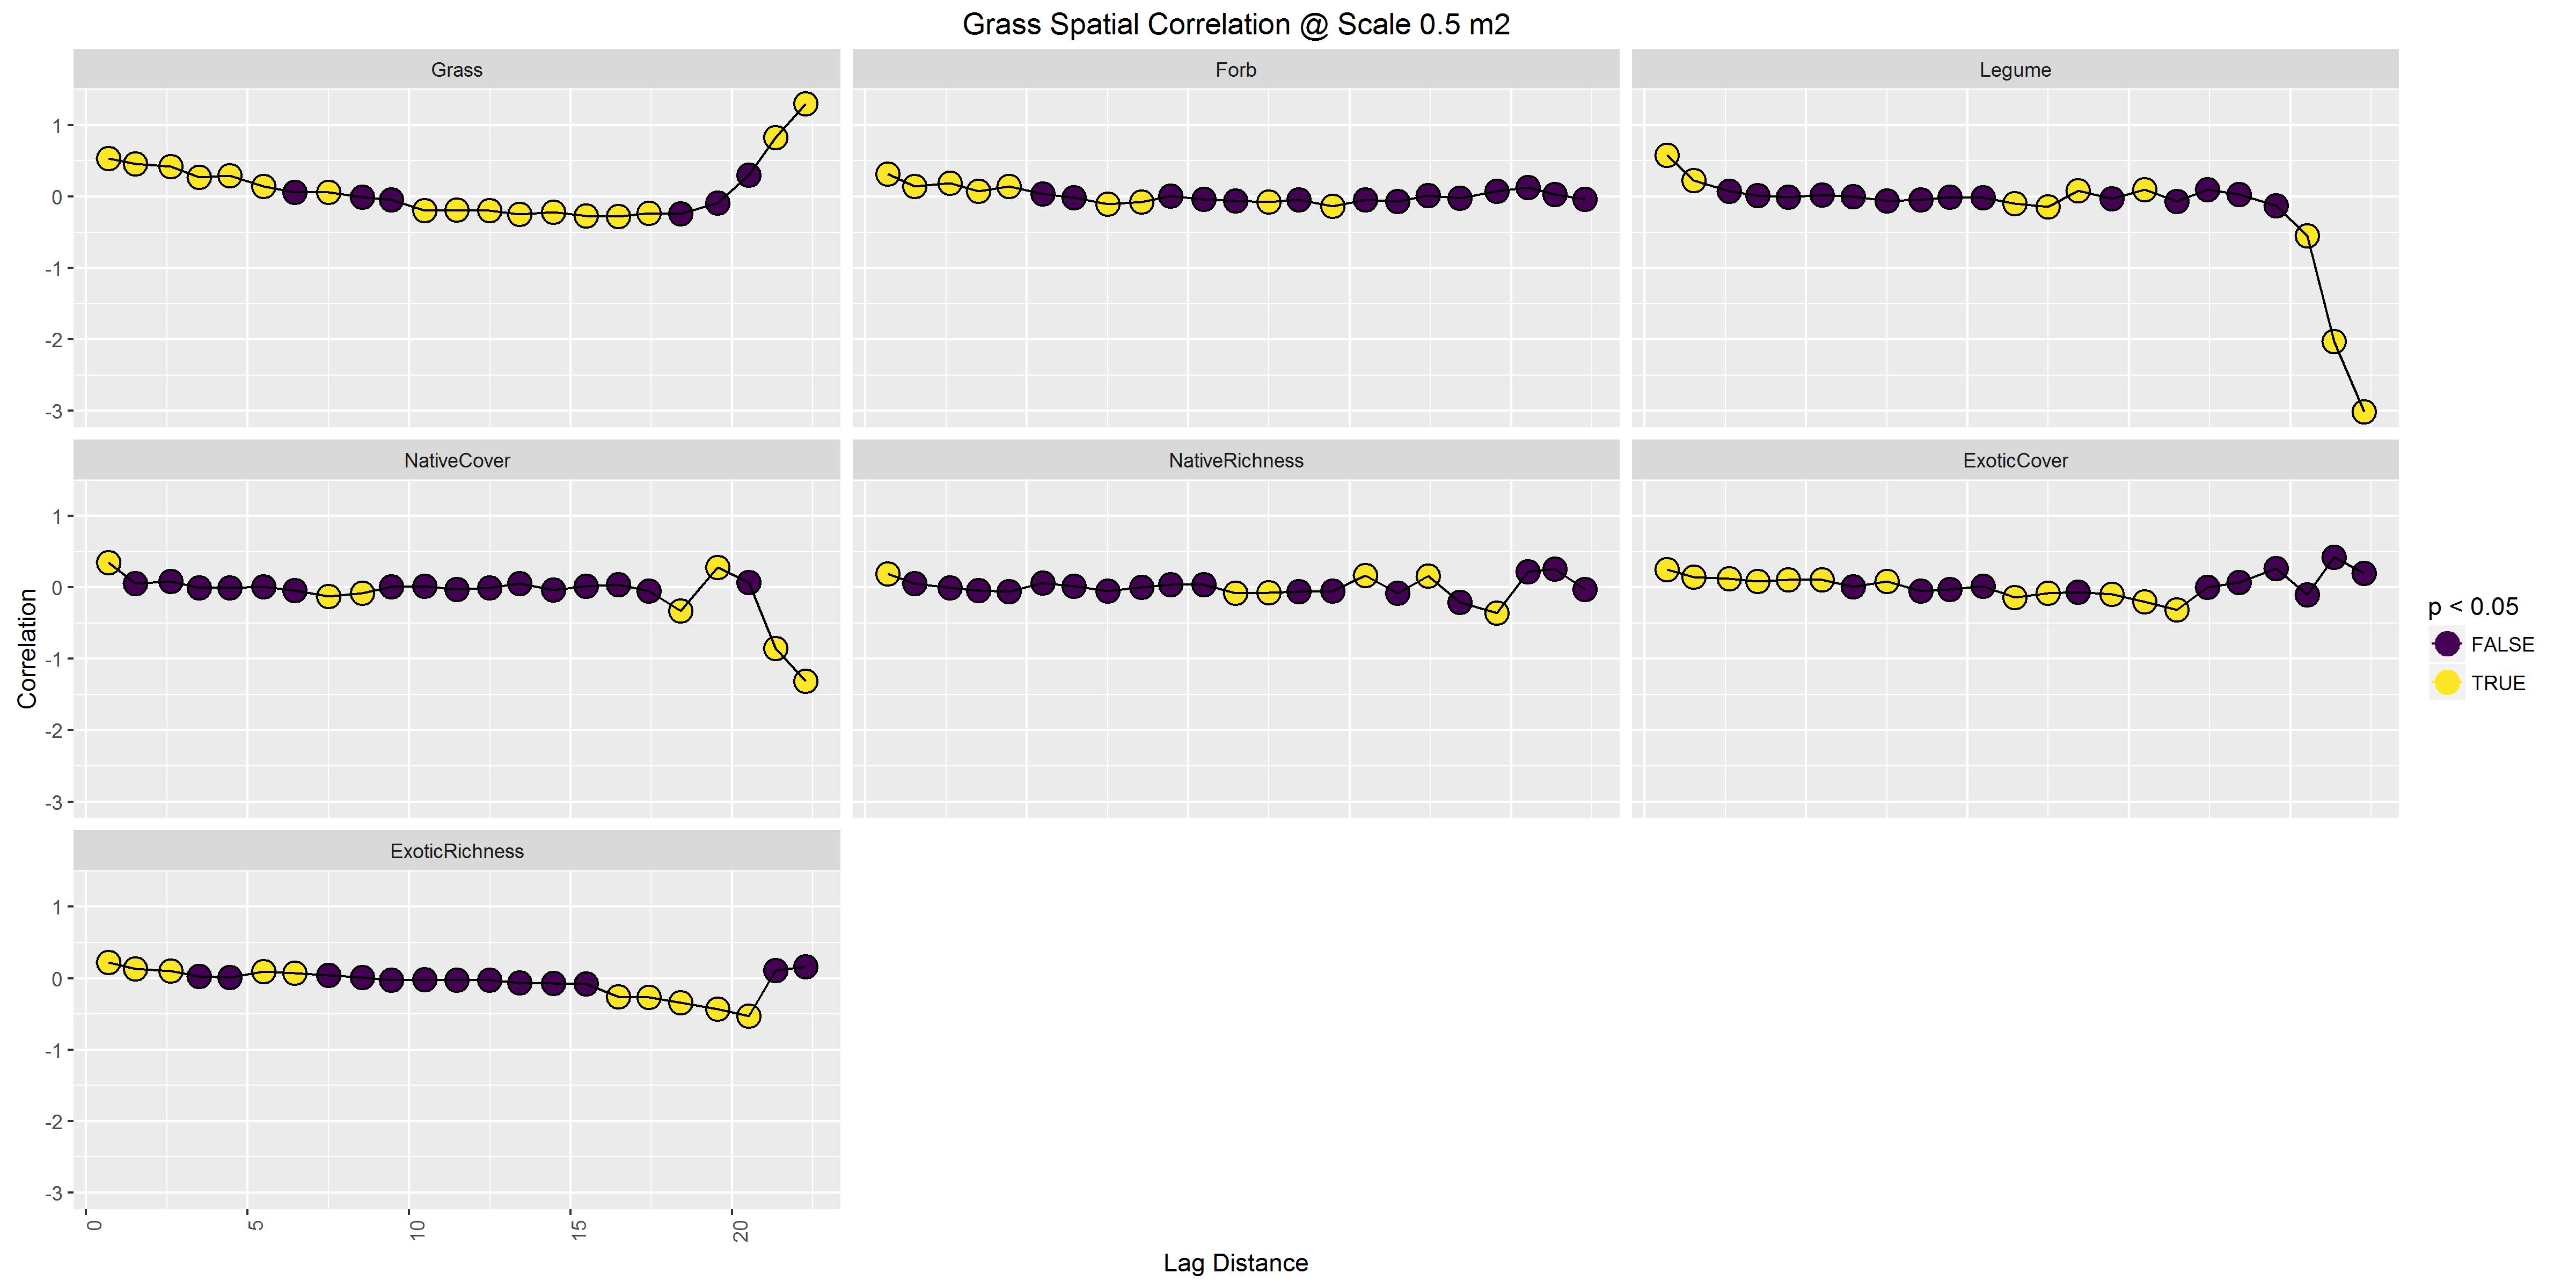 Grass Spatial Correlation @ Scale 0.5 m2
Grass
Forb
Legume
1
0
-1
-2
-3
NativeCover
NativeRichness
ExoticCover
1
0
-1
-2
-3
ExoticRichness
1
0
-1
-2
-3
0
5
10
15
20
Correlation
Lag Distance
p < 0.05
FALSE
TRUE